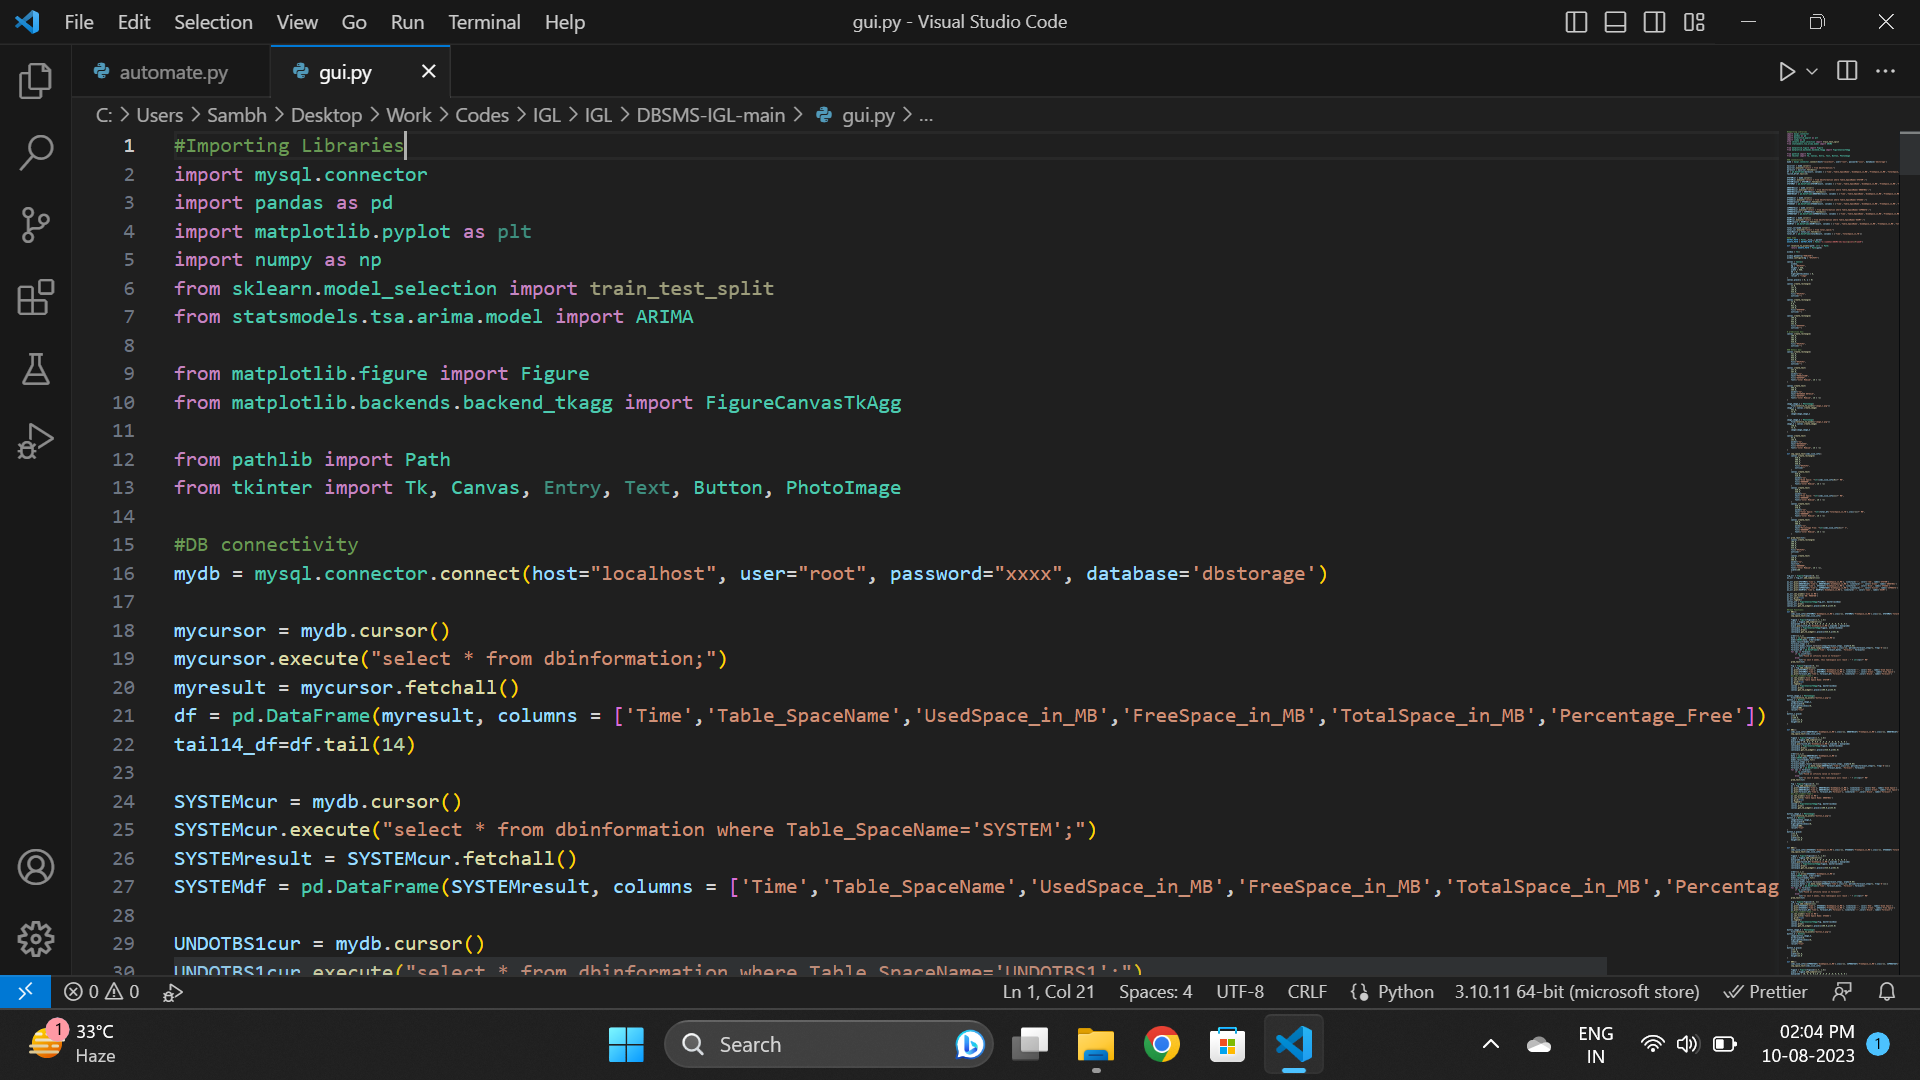 File Edit Selection View Go Run Terminal Help
gui.py - Visual Studio Code
automate.py
gui.py
C: > Users > Sambh > Desktop > Work > Codes > IGL > IGL > DBSMS-IGL-main > gui.py > ...
1 #Importing Libraries
2 import mysql.connector
3 import pandas as pd
4 import matplotlib.pyplot as plt
5 import numpy as np
6 from sklearn.model_selection import train_test_split
7 from statsmodels.tsa.arima.model import ARIMA
8
9 from matplotlib.figure import Figure
10 from matplotlib.backends.backend_tkagg import FigureCanvasTkAgg
11
12 from pathlib import Path
13 from tkinter import Tk, Canvas, Entry, Text, Button, PhotoImage
14
15 #DB connectivity
16 mydb = mysql.connector.connect(host="localhost", user="root", password="xxxx", database='dbstorage')
17
18 mycursor = mydb.cursor()
19 mycursor.execute("select * from dbinformation;")
20 myresult = mycursor.fetchall()
21 df = pd.DataFrame(myresult, columns = ['Time','Table_SpaceName','UsedSpace_in_MB','FreeSpace_in_MB','TotalSpace_in_MB','Percentage_Free'])
22 tail14_df=df.tail(14)
23
24 SYSTEMcur = mydb.cursor()
25 SYSTEMcur.execute("select * from dbinformation where Table_SpaceName='SYSTEM';")
26 SYSTEMresult = SYSTEMcur.fetchall()
27 SYSTEMdf = pd.DataFrame(SYSTEMresult, columns = ['Time','Table_SpaceName','UsedSpace_in_MB','FreeSpace_in_MB','TotalSpace_in_MB','Percentag
28
29 UNDOTBS1cur = mydb.cursor()
30 UNDOTBS1cur.execute("select * from dbinformation where Table_SpaceName='UNDOTBS1';")
0 0
Ln 1, Col 21 Spaces: 4 UTF-8 CRLF Python 3.10.11 64-bit (microsoft store) Prettier
1
33°C
Haze
Search
ENG
IN
02:04 PM
10-08-2023
1